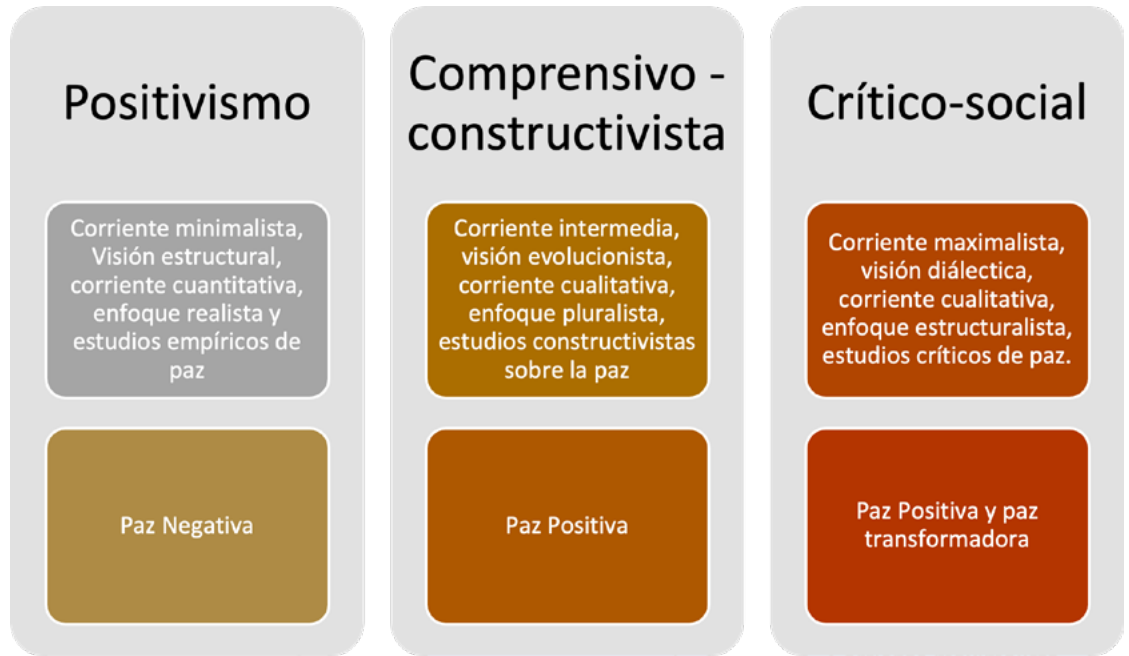 Positivismo
Corriente minimalista,
Visión estructural,
corriente cuantitativa,
enfoque realista y
estudios empíricos de
paz
Paz Negativa
Comprensivo -
constructivista
Corriente intermedia,
visión evolucionista,
corriente cualitativa,
enfoque pluralista,
estudios constructivistas
sobre la paz
Paz Positiva
Crítico-social
Corriente maximalista,
visión diálectica,
corriente cualitativa,
enfoque estructuralista,
estudios críticos de paz.
Paz Positiva y paz
transformadora